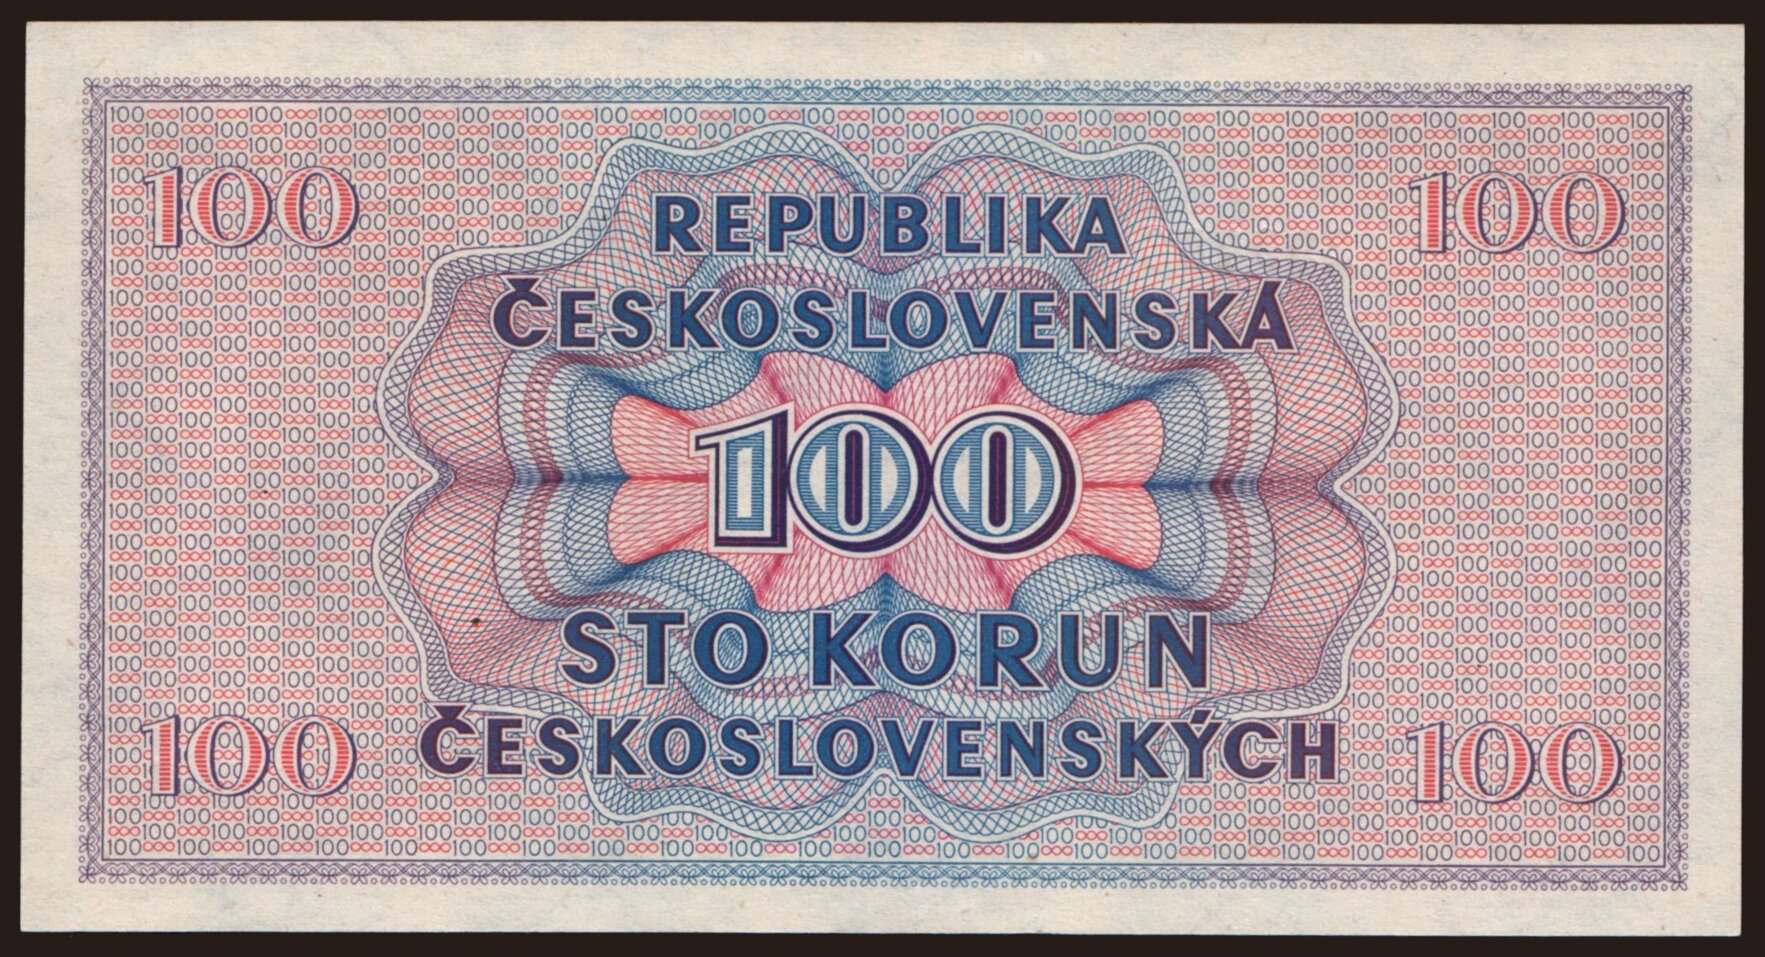 100 100
REPUBLIKA
ČESKOSLOVENSKÁ
100
STO KORUN
ČESKOSLOVENSKÝCH
100 100